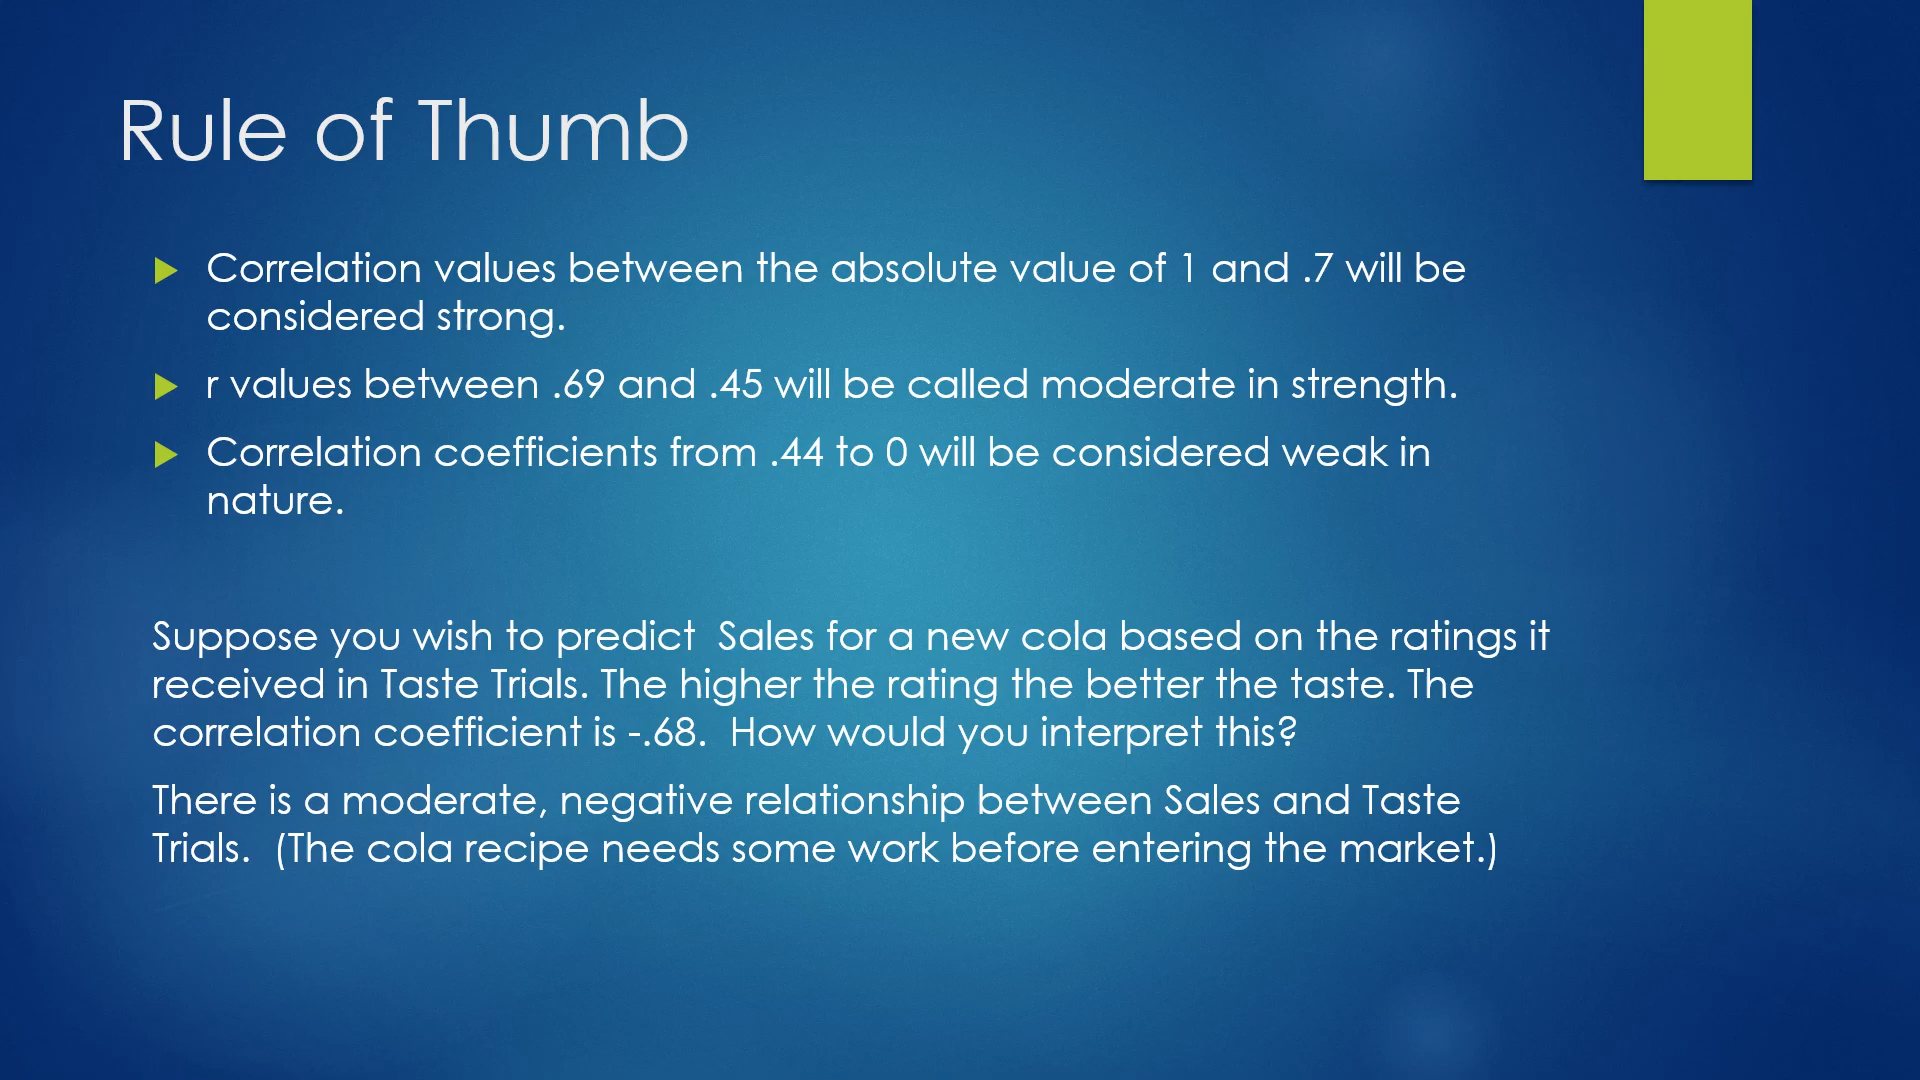 Rule of Thumb
Correlation values between the absolute value of 1 and .7 will be
considered strong.
r values between .69 and .45 will be called moderate in strength.
Correlation coefficients from .44 to 0 will be considered weak in
nature.
Suppose you wish to predict  Sales for a new cola based on the ratings it
received in Taste Trials. The higher the rating the better the taste. The
correlation coefficient is -.68.  How would you interpret this?
There is a moderate, negative relationship between Sales and Taste
Trials.  (The cola recipe needs some work before entering the market.)